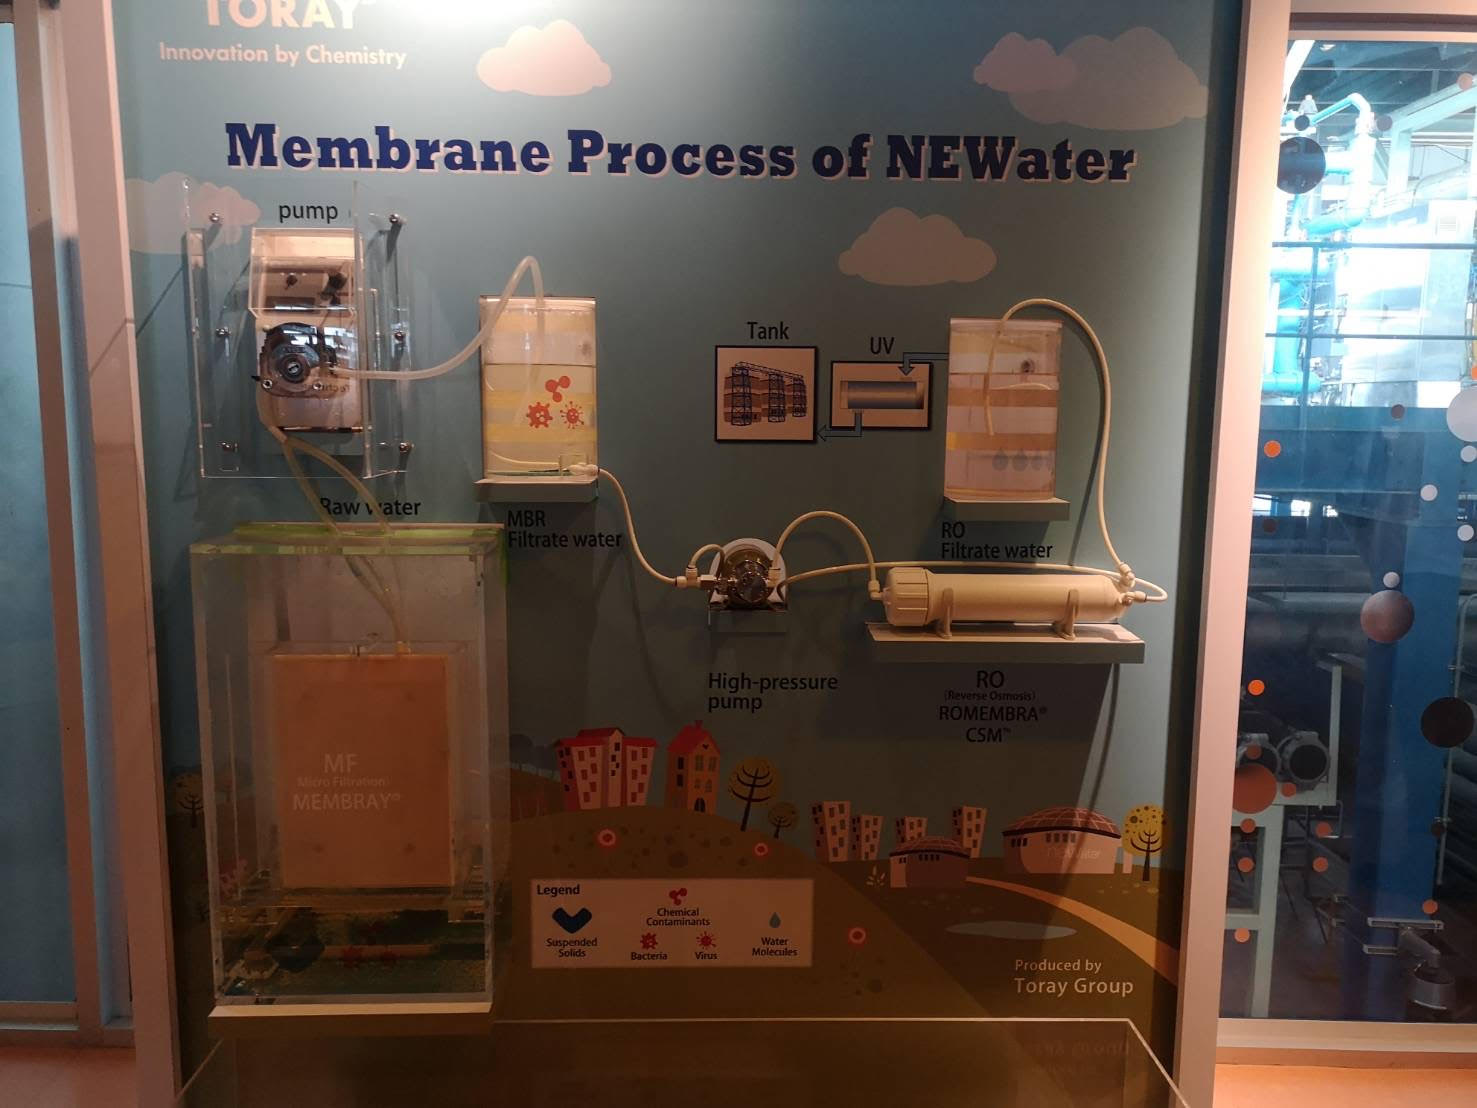 TORAY
Innovation by Chemistry
Membrane Process of NEWater
pump
Raw water
MBR
Filtrate water
Tank
UV
RO
Filtrate water
High-pressure
pump
RO
(Reverse Osmosis)
ROMEMBRA®
CSM™
MF
Micro Filtration
MEMBRAY®
newater
Legend
Suspended
Solids
Chemical
Contaminants
Bacteria
Virus
Water
Molecules
Produced by
Toray Group